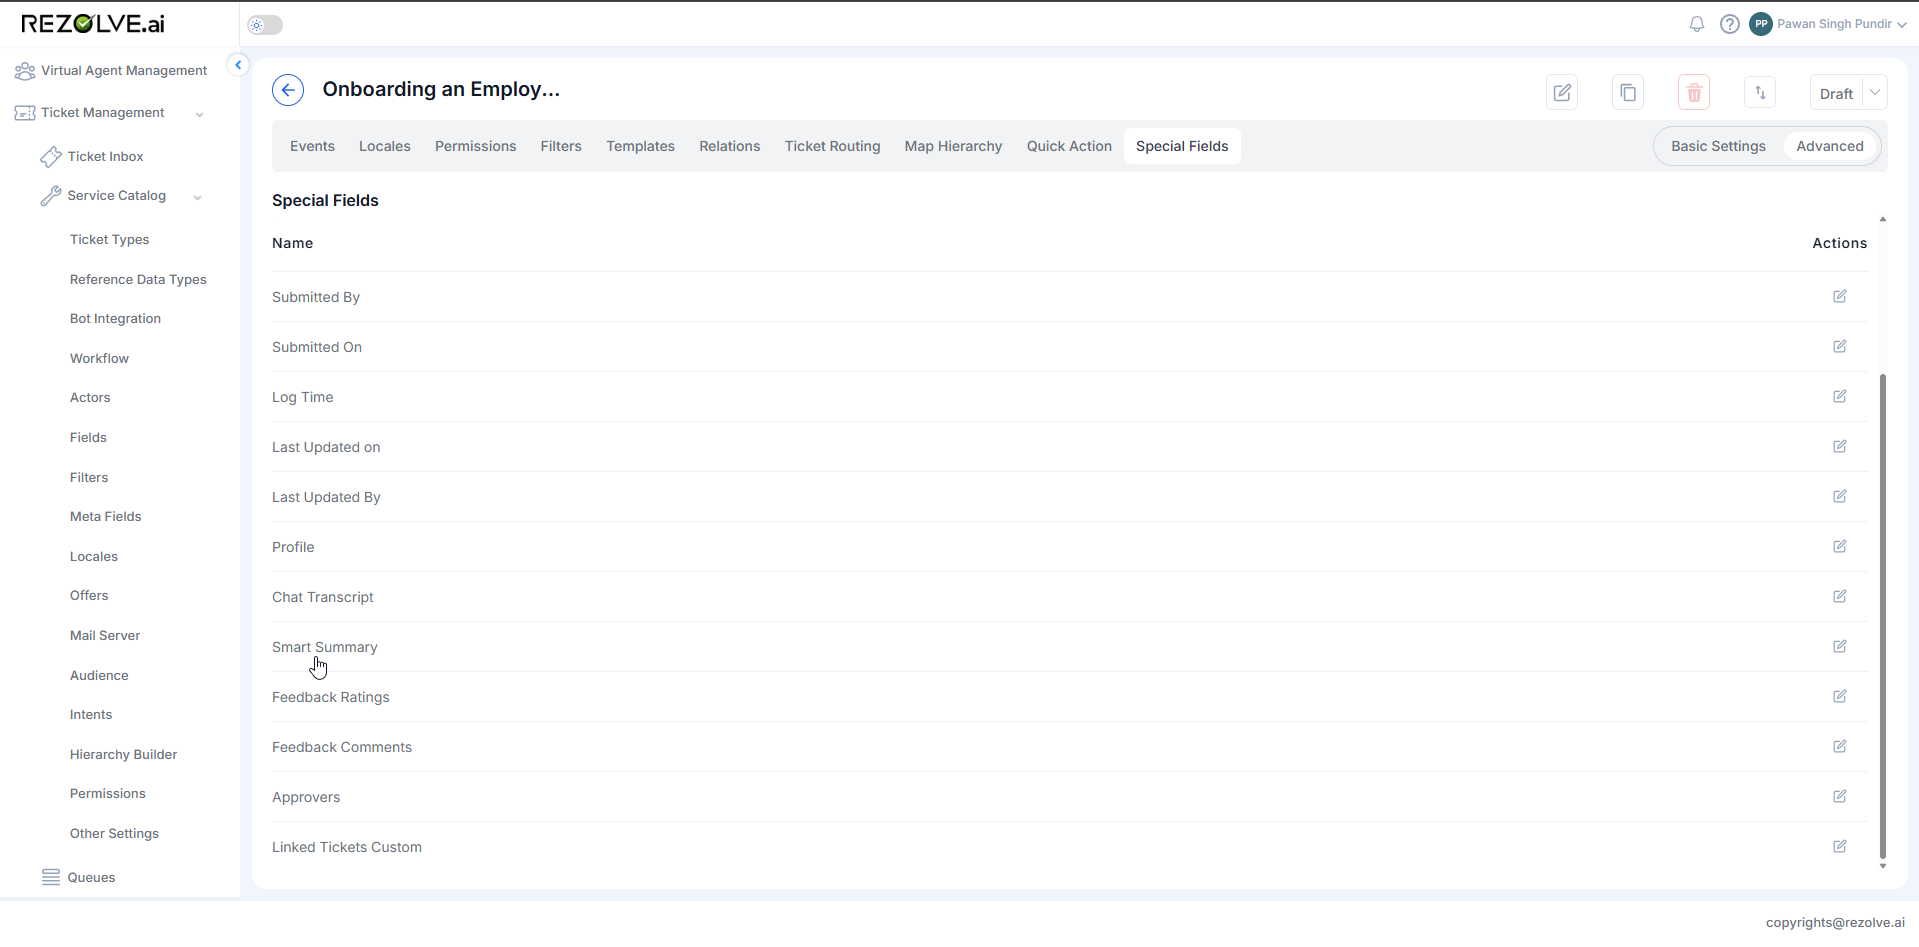 REZOLVE.ai
PP
Pawan Singh Pundir
Virtual Agent Management
Ticket Management
Ticket Inbox
Service Catalog
Ticket Types
Reference Data Types
Bot Integration
Workflow
Actors
Fields
Filters
Meta Fields
Locales
Offers
Mail Server
Audience
Intents
Hierarchy Builder
Permissions
Other Settings
Queues
Onboarding an Employ...
Draft
Events Locales Permissions Filters Templates Relations Ticket Routing Map Hierarchy Quick Action Special Fields
Basic Settings Advanced
Special Fields
Name Actions
Submitted By
Submitted On
Log Time
Last Updated on
Last Updated By
Profile
Chat Transcript
Smart Summary
Feedback Ratings
Feedback Comments
Approvers
Linked Tickets Custom
copyrights@rezolve.ai